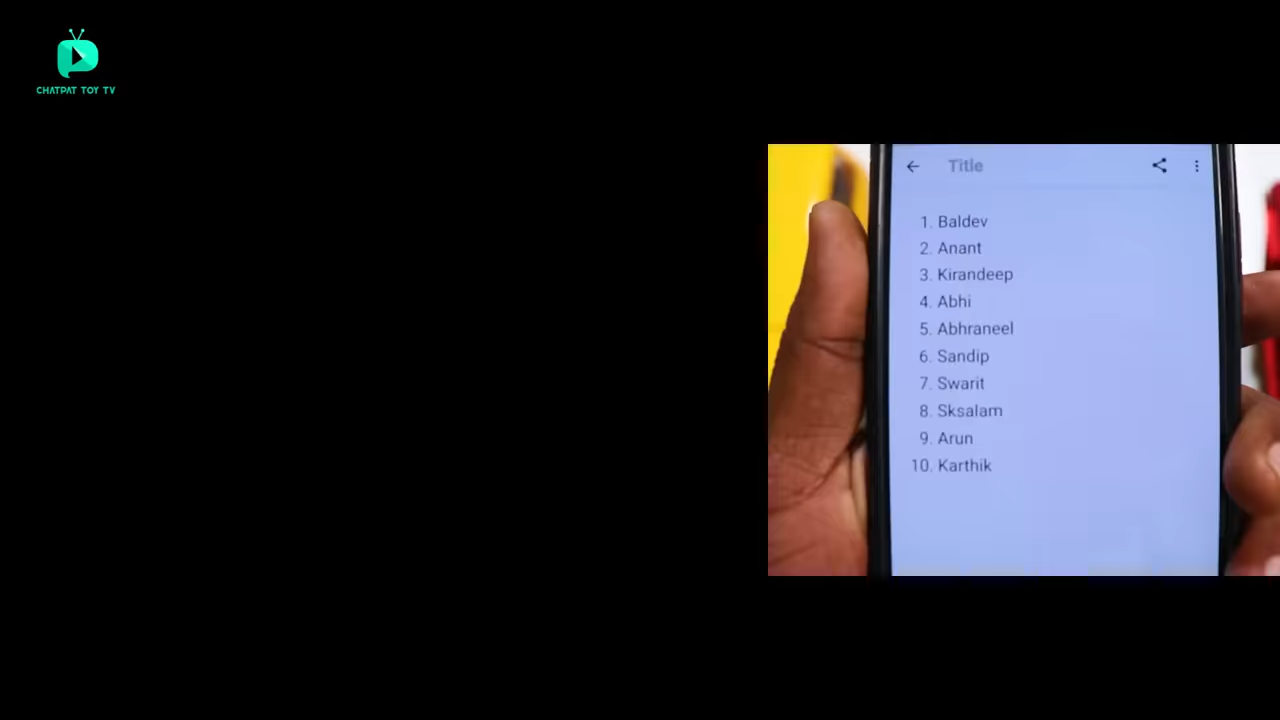 CHATPAT TOY TV
Title
1. Baldev
2. Anant
3. Kirandeep
4. Abhi
5. Abhraneel
6. Sandip
7. Swarit
8. Sksalam
9. Arun
10. Karthik